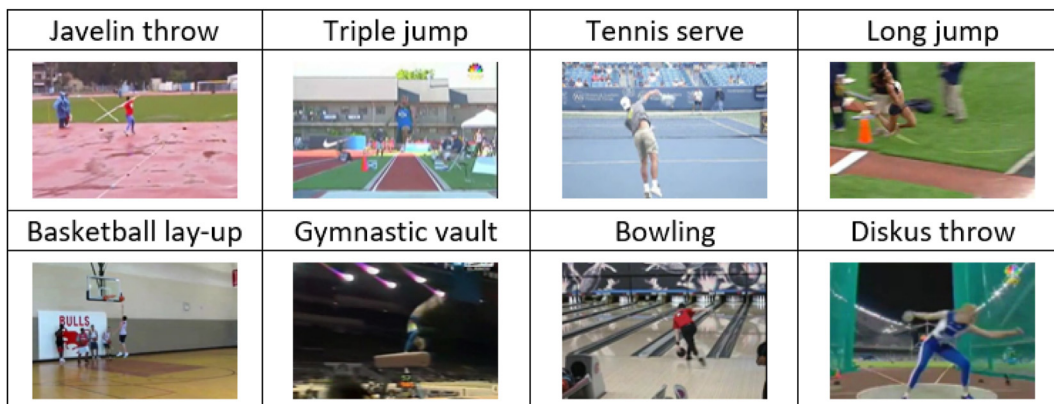 Javelin throw
Triple jump
Tennis serve
Long jump
Basketball lay-up
Gymnastic vault
Bowling
Diskus throw
BULLS